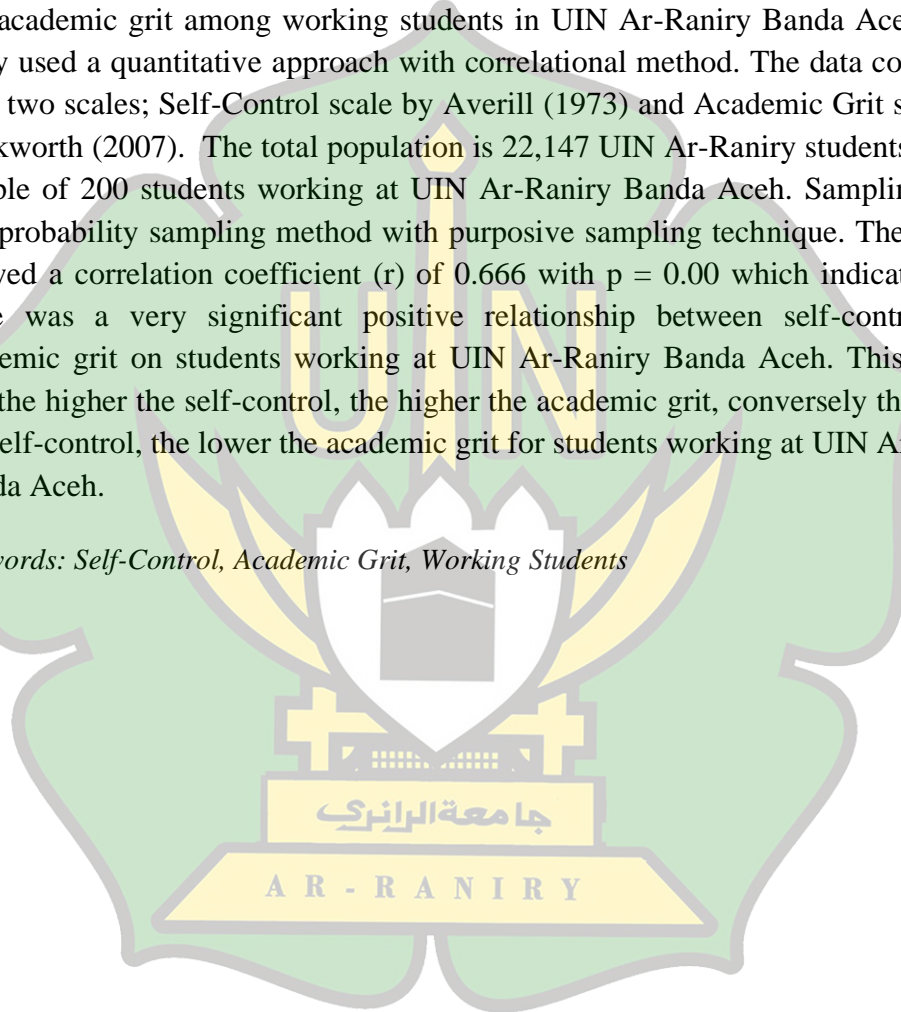 academic grit among working students in UIN Ar-Raniry Banda Ace
y used a quantitative approach with correlational method. The data co
two scales; Self-Control scale by Averill (1973) and Academic Grit s
kworth (2007). The total population is 22,147 UIN Ar-Raniry students
ple of 200 students working at UIN Ar-Raniry Banda Aceh. Samplin
probability sampling method with purposive sampling technique. The
ved a correlation coefficient (r) of 0.666 with p = 0.00 which indicat
e was a very significant positive relationship between self-contr
emic grit on students working at UIN Ar-Raniry Banda Aceh. This
the higher the self-control, the higher the academic grit, conversely th
self-control, the lower the academic grit for students working at UIN A
da Aceh.
words: Self-Control, Academic Grit, Working Students
UIN
جامعة الرانري
AR-RANIRY